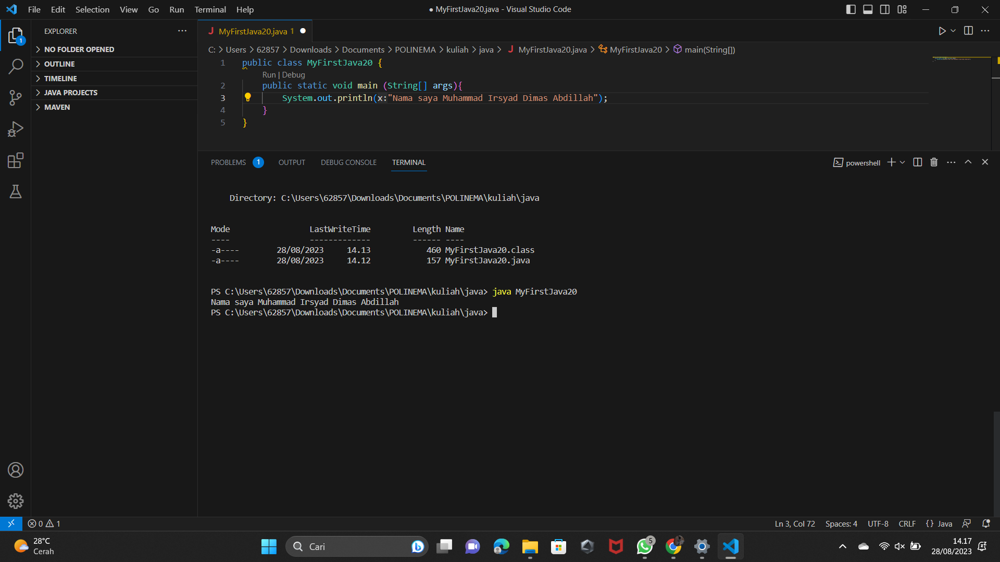 File Edit Selection View Go Run Terminal Help
● MyFirstJava20.java - Visual Studio Code
EXPLORER
1
NO FOLDER OPENED
OUTLINE
TIMELINE
JAVA PROJECTS
MAVEN
J MyFirstJava20.java 1
C: > Users > 62857 > Downloads > Documents > POLINEMA > kuliah > java > J MyFirstJava20.java > MyFirstJava20 > main(String[])
1 public class MyFirstJava20 {
Run | Debug
2 public static void main (String[] args){
3 System.out.println(x:"Nama saya Muhammad Irsyad Dimas Abdillah");
4 }
5 }
PROBLEMS 1 OUTPUT DEBUG CONSOLE TERMINAL
powershell
Directory: C:\Users\62857\Downloads\Documents\POLINEMA\kuliah\java
Mode LastWriteTime Length Name
---- ------------- ------ ----
-a---- 28/08/2023 14.13 460 MyFirstJava20.class
-a---- 28/08/2023 14.12 157 MyFirstJava20.java
PS C:\Users\62857\Downloads\Documents\POLINEMA\kuliah\java> java MyFirstJava20
Nama saya Muhammad Irsyad Dimas Abdillah
PS C:\Users\62857\Downloads\Documents\POLINEMA\kuliah\java>
0 1
Ln 3, Col 72 Spaces: 4 UTF-8 CRLF {} Java
28°C
Cerah
Cari
5
14.17
28/08/2023